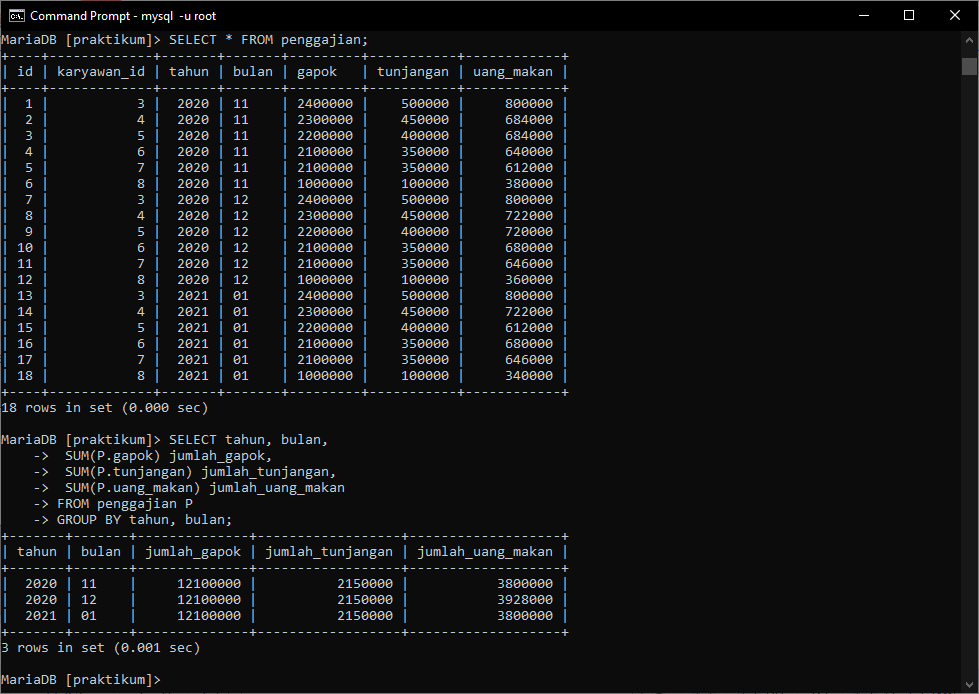 Command Prompt - mysql -u root
MariaDB [praktikum]> SELECT * FROM penggajian;
+----+-------------+-------+-------+---------+-----------+------------+
| id | karyawan_id | tahun | bulan | gapok   | tunjangan | uang_makan |
+----+-------------+-------+-------+---------+-----------+------------+
|  1 |           3 |  2020 | 11    | 2400000 |    500000 |     800000 |
|  2 |           4 |  2020 | 11    | 2300000 |    450000 |     684000 |
|  3 |           5 |  2020 | 11    | 2200000 |    400000 |     684000 |
|  4 |           6 |  2020 | 11    | 2100000 |    350000 |     640000 |
|  5 |           7 |  2020 | 11    | 2100000 |    350000 |     612000 |
|  6 |           8 |  2020 | 11    | 1000000 |    100000 |     380000 |
|  7 |           3 |  2020 | 12    | 2400000 |    500000 |     800000 |
|  8 |           4 |  2020 | 12    | 2300000 |    450000 |     722000 |
|  9 |           5 |  2020 | 12    | 2200000 |    400000 |     720000 |
| 10 |           6 |  2020 | 12    | 2100000 |    350000 |     680000 |
| 11 |           7 |  2020 | 12    | 2100000 |    350000 |     646000 |
| 12 |           8 |  2020 | 12    | 1000000 |    100000 |     360000 |
| 13 |           3 |  2021 | 01    | 2400000 |    500000 |     800000 |
| 14 |           4 |  2021 | 01    | 2300000 |    450000 |     722000 |
| 15 |           5 |  2021 | 01    | 2200000 |    400000 |     612000 |
| 16 |           6 |  2021 | 01    | 2100000 |    350000 |     680000 |
| 17 |           7 |  2021 | 01    | 2100000 |    350000 |     646000 |
| 18 |           8 |  2021 | 01    | 1000000 |    100000 |     340000 |
+----+-------------+-------+-------+---------+-----------+------------+
18 rows in set (0.000 sec)
MariaDB [praktikum]> SELECT tahun, bulan,
    ->  SUM(P.gapok) jumlah_gapok,
    ->  SUM(P.tunjangan) jumlah_tunjangan,
    ->  SUM(P.uang_makan) jumlah_uang_makan
    -> FROM penggajian P
    -> GROUP BY tahun, bulan;
+-------+-------+--------------+------------------+-------------------+
| tahun | bulan | jumlah_gapok | jumlah_tunjangan | jumlah_uang_makan |
+-------+-------+--------------+------------------+-------------------+
|  2020 | 11    |     12100000 |          2150000 |           3800000 |
|  2020 | 12    |     12100000 |          2150000 |           3928000 |
|  2021 | 01    |     12100000 |          2150000 |           3800000 |
+-------+-------+--------------+------------------+-------------------+
3 rows in set (0.001 sec)
MariaDB [praktikum]>